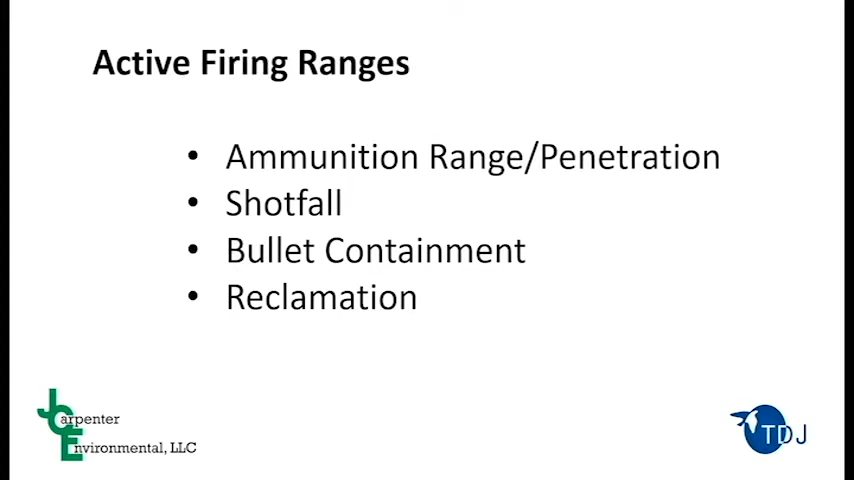 Active Firing Ranges
• Ammunition Range/Penetration
• Shotfall
• Bullet Containment
• Reclamation
J Carpenter
Environmental, LLC
TDJ